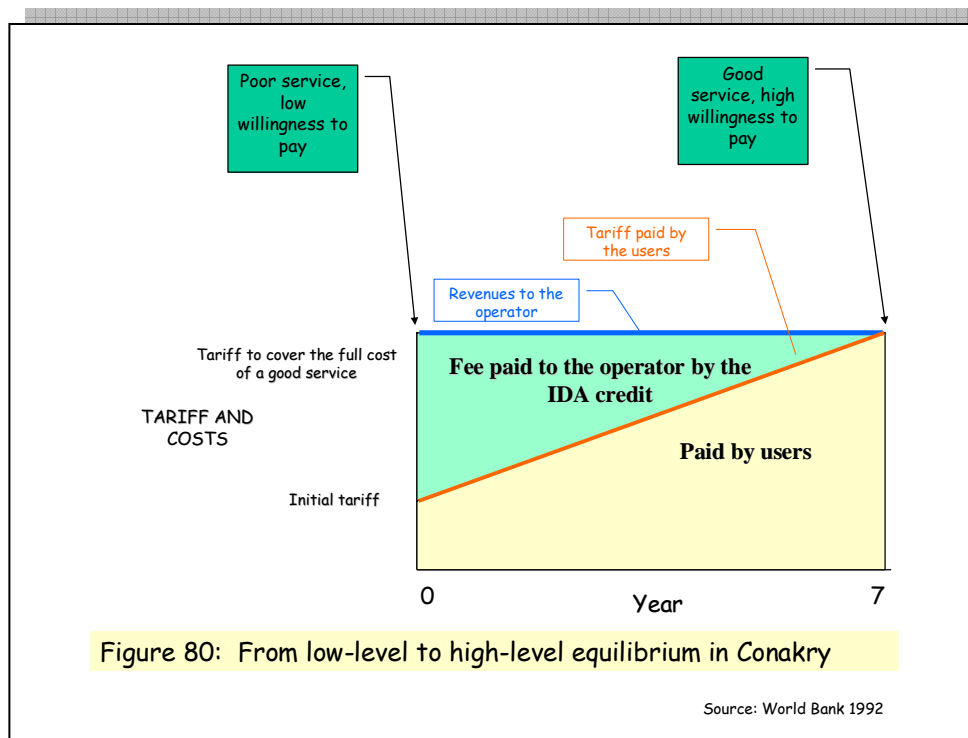 Poor service,
low
willingness to
pay
Good
service, high
willingness to
pay
Tariff paid by
the users
Revenues to the
operator
Tariff to cover the full cost
of a good service
Fee paid to the operator by the
IDA credit
TARIFF AND
COSTS
Paid by users
Initial tariff
0
Year
7
Figure 80: From low-level to high-level equilibrium in Conakry
Source: World Bank 1992